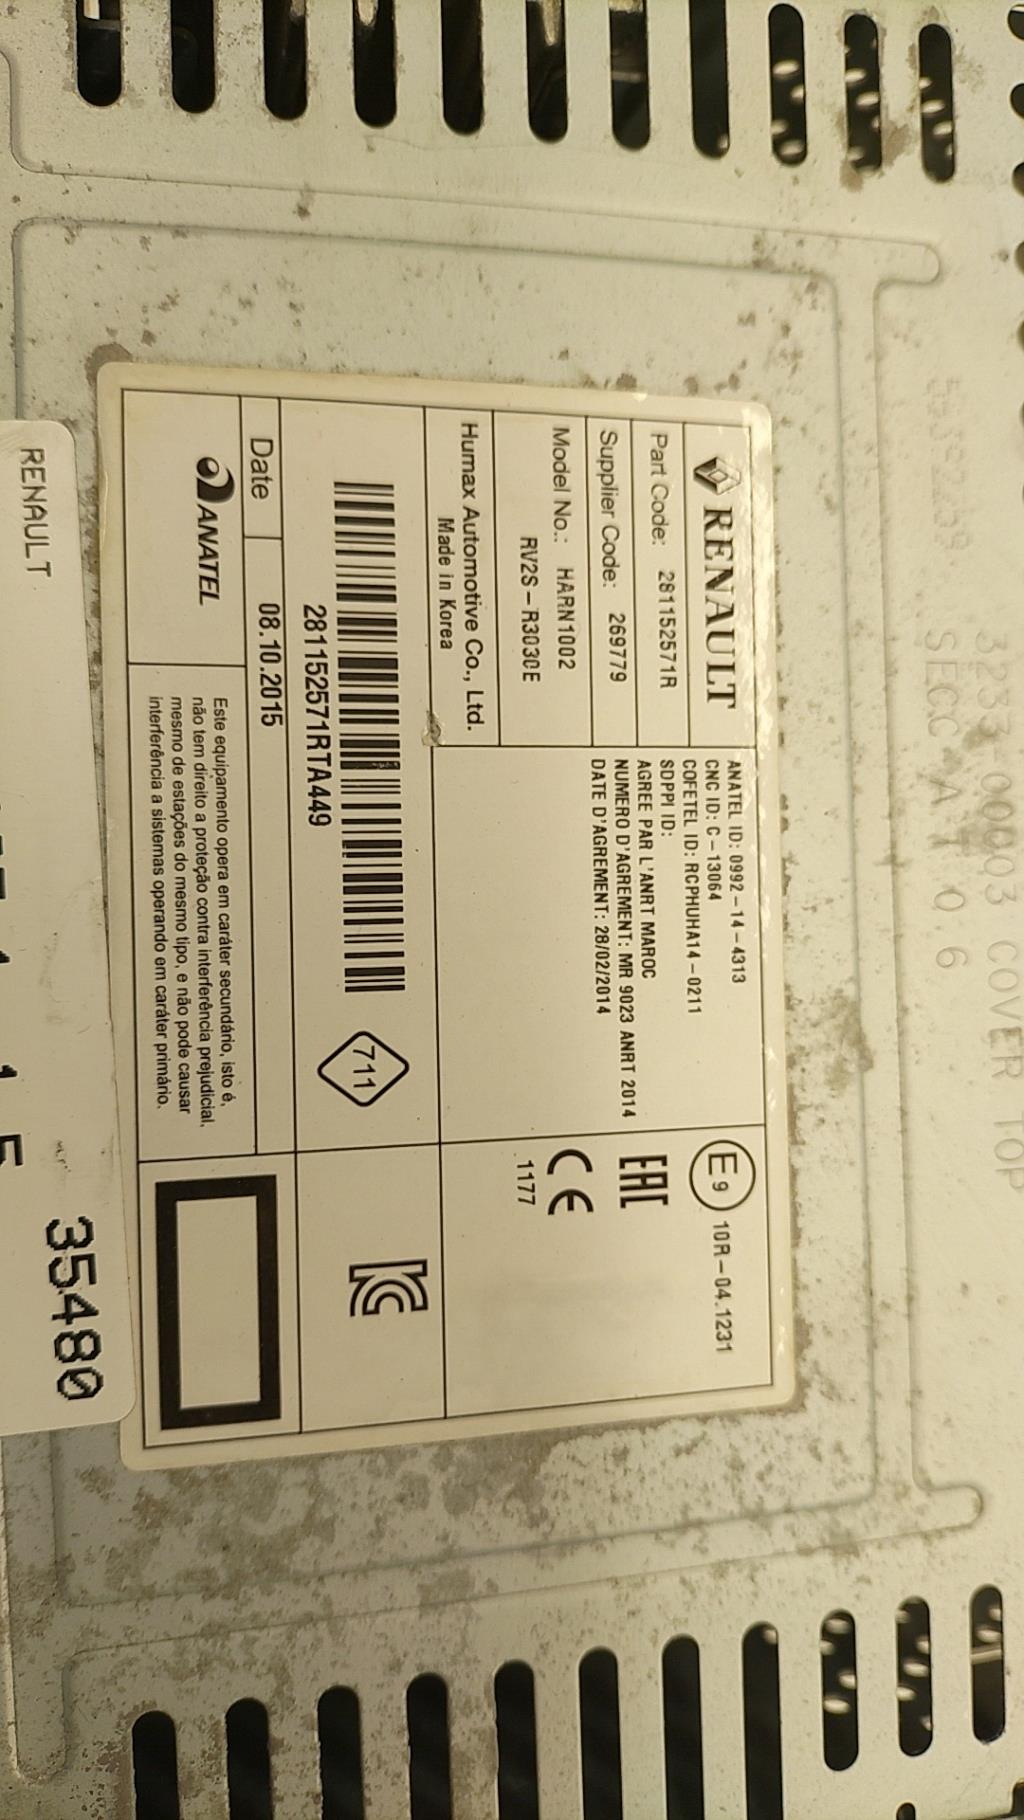 RENAULT
Part Code: 281152571R
Supplier Code: 269779
Model No.: HARN1002
RV2S-R3030E
Humax Automotive Co., Ltd.
Made in Korea
ANATEL ID: 0992-14-4313
CNC ID: C-13064
COFETEL ID: RCPHUHA14-0211
SDPPI ID:
AGREE PAR L'ANRT MAROC
NUMERO D'AGREMENT: MR 9023 ANRT 2014
DATE D'AGREMENT: 28/02/2014
E9 10R-04.1231
EAC
CE
1177
281152571RTA449
711
Date 08.10.2015
ANATEL
Este equipamento opera em caráter secundário, isto é,
não tem direito a proteção contra interferência prejudicial,
mesmo de estações do mesmo tipo, e não pode causar
interferência a sistemas operando em caráter primário.
RENAULT
35480
3233-00003 COVER TOP
SECC A T 0.6